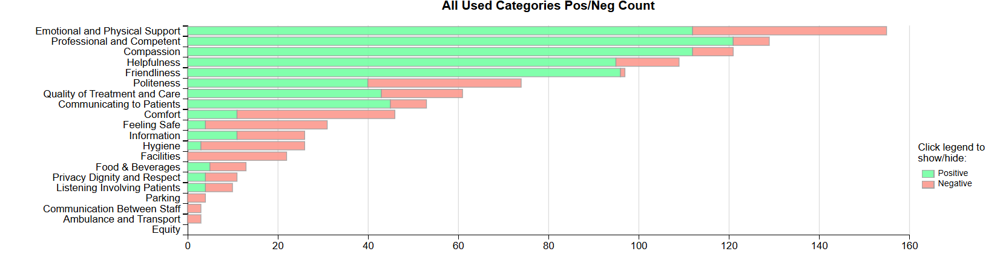 All Used Categories Pos/Neg Count
Emotional and Physical Support
Professional and Competent
Compassion
Helpfulness
Friendliness
Politeness
Quality of Treatment and Care
Communicating to Patients
Comfort
Feeling Safe
Information
Hygiene
Facilities
Food & Beverages
Privacy Dignity and Respect
Listening Involving Patients
Parking
Communication Between Staff
Ambulance and Transport
Equity
0 20 40 60 80 100 120 140 160
Click legend to
show/hide:
Positive
Negative